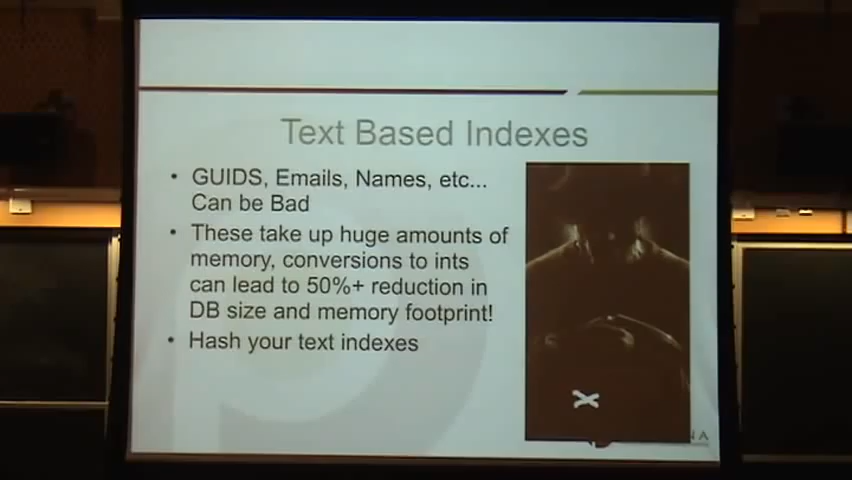 Text Based Indexes
• GUIDS, Emails, Names, etc...
Can be Bad
• These take up huge amounts of
memory, conversions to ints
can lead to 50%+ reduction in
DB size and memory footprint!
• Hash your text indexes